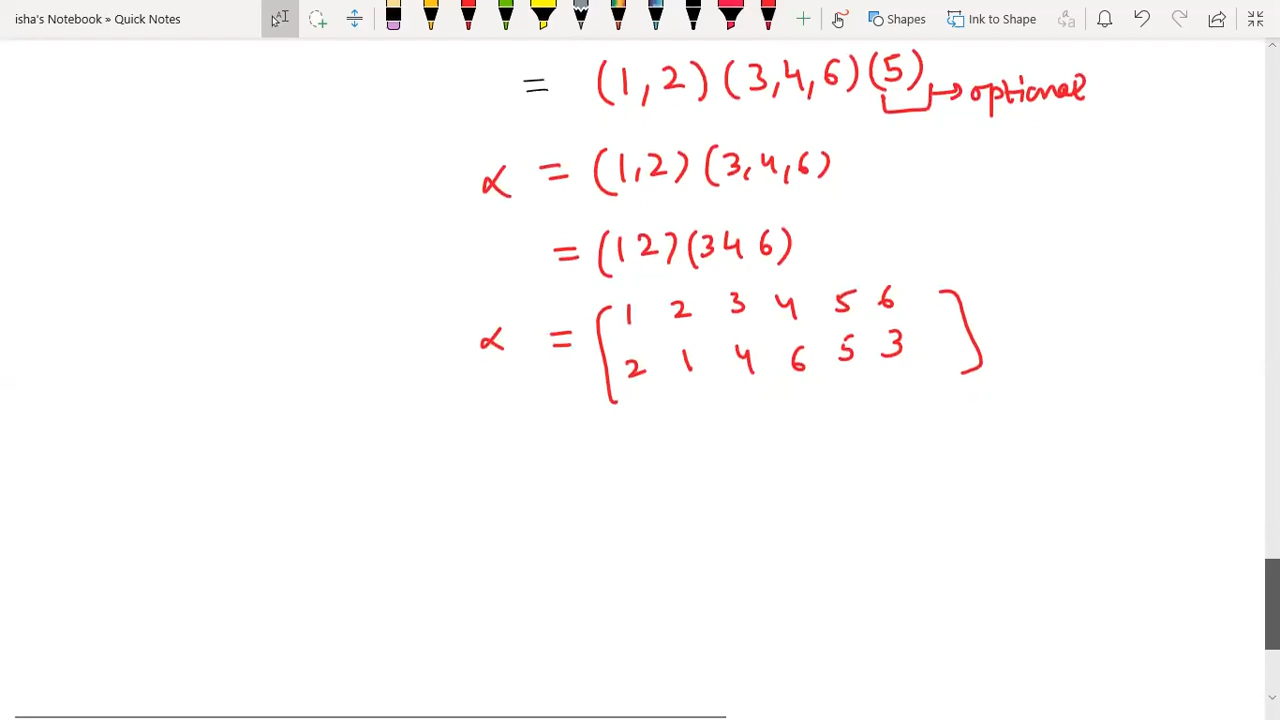 isha's Notebook » Quick Notes
Shapes
Ink to Shape
= (1,2)(3,4,6)(5) → optional
α = (1,2)(3,4,6)
= (1 2)(3 4 6)
1 2 3 4 5 6
α =
2 1 4 6 5 3